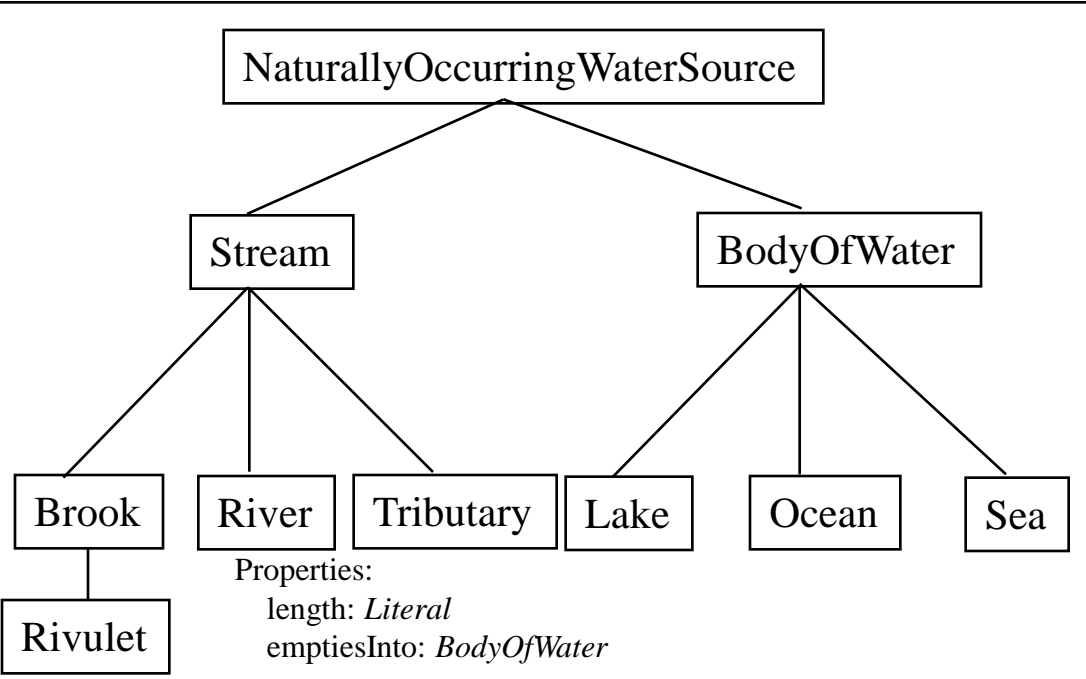 NaturallyOccurringWaterSource
Stream
BodyOfWater
Brook
River
Tributary
Lake
Ocean
Sea
Properties:
length: Literal
emptiesInto: BodyOfWater
Rivulet